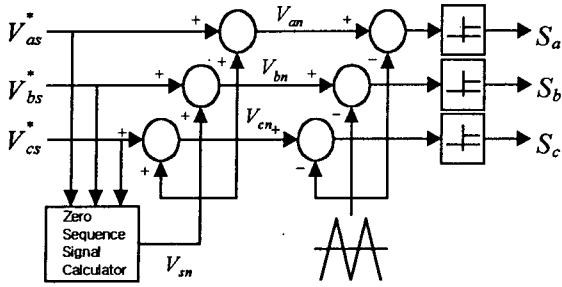 V*as
+
Van
+
Sa
+
−
V*bs
+
Vbn
+
Sb
+
−
V*cs
+
Vcn
+
Sc
+
−
Zero
Sequence
Signal
Calculator
Vsn